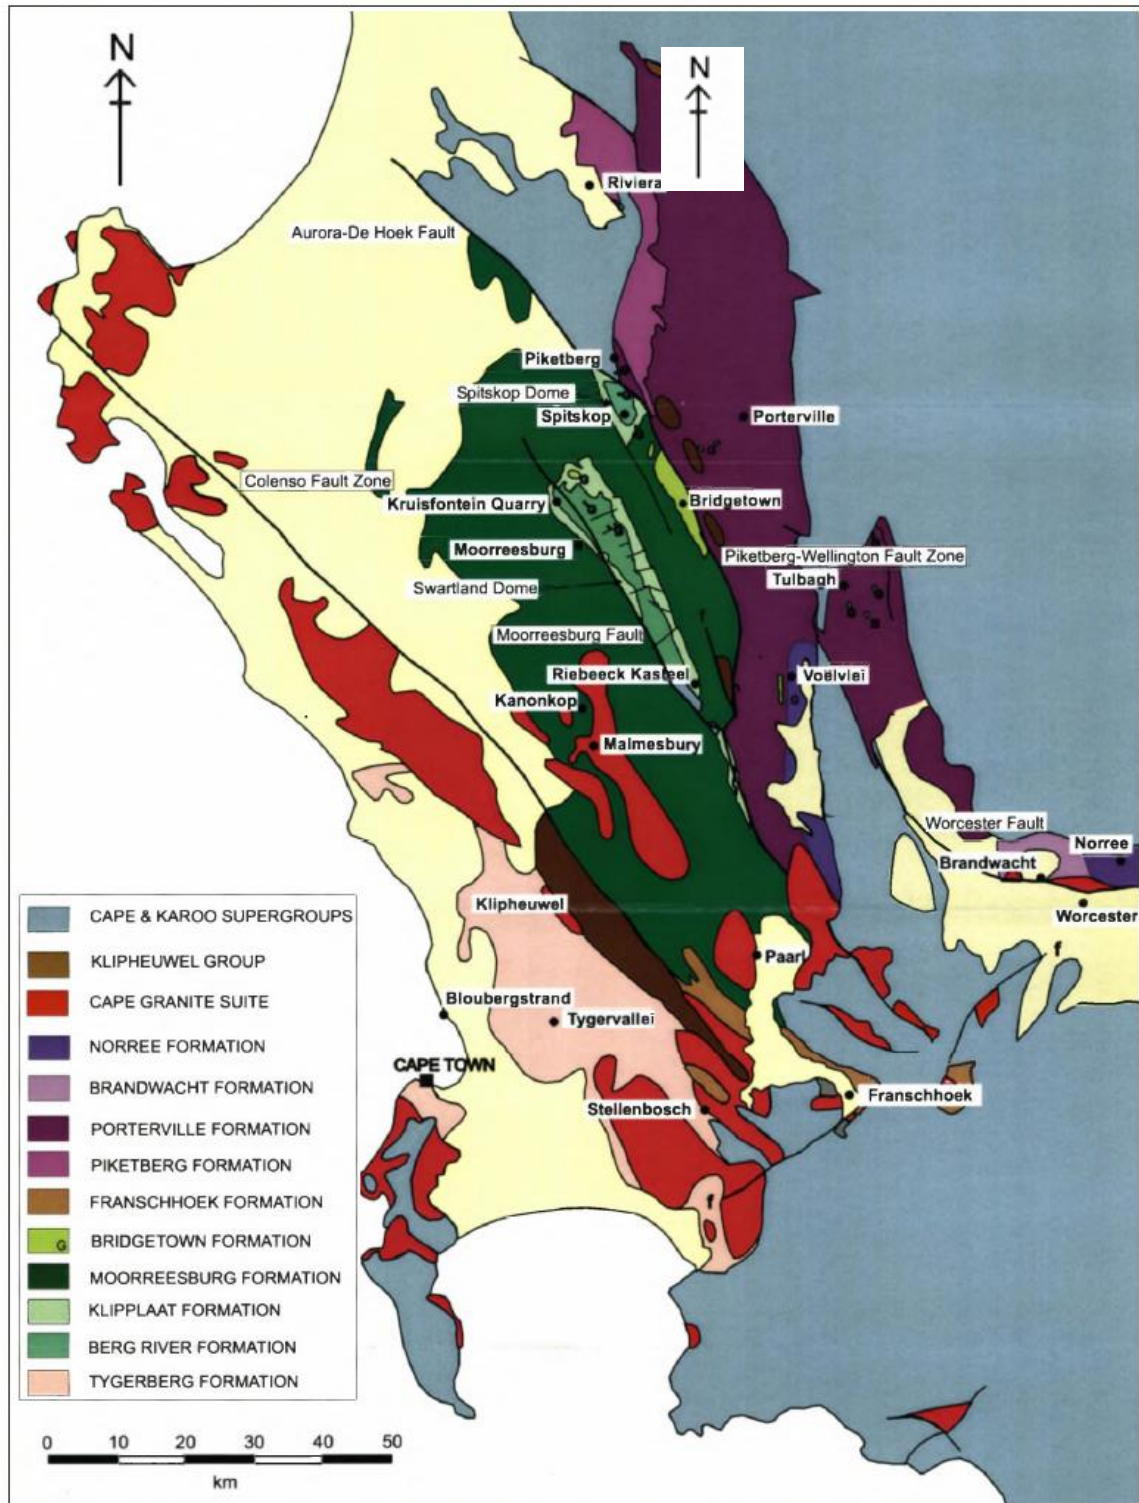 N
N
Riviera
Aurora-De Hoek Fault
Piketberg
Spitskop Dome
Spitskop
Porterville
Colenso Fault Zone
Kruisfontein Quarry
Bridgetown
Moorreesburg
Piketberg-Wellington Fault Zone
Tulbagh
Swartland Dome
f
Moorreesburg Fault
Riebeeck Kasteel
Voëlvlei
Kanonkop
Malmesbury
Worcester Fault
Norree
Brandwacht
Klipheuwel
Worcester
Paarl
f
Bloubergstrand
Tygervallei
CAPE TOWN
Franschhoek
Stellenbosch
f
CAPE & KAROO SUPERGROUPS
KLIPHEUWEL GROUP
CAPE GRANITE SUITE
NORREE FORMATION
BRANDWACHT FORMATION
PORTERVILLE FORMATION
PIKETBERG FORMATION
FRANSCHHOEK FORMATION
G BRIDGETOWN FORMATION
MOORREESBURG FORMATION
KLIPPLAAT FORMATION
BERG RIVER FORMATION
TYGERBERG FORMATION
0 10 20 30 40 50
km